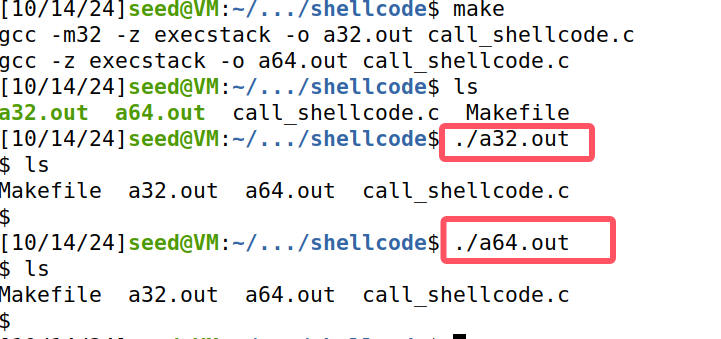 [10/14/24]seed@VM:~/.../shellcode$ make
gcc -m32 -z execstack -o a32.out call_shellcode.c
gcc -z execstack -o a64.out call_shellcode.c
[10/14/24]seed@VM:~/.../shellcode$ ls
a32.out  a64.out  call_shellcode.c  Makefile
[10/14/24]seed@VM:~/.../shellcode$ ./a32.out
$ ls
Makefile  a32.out  a64.out  call_shellcode.c
$
[10/14/24]seed@VM:~/.../shellcode$ ./a64.out
$ ls
Makefile  a32.out  a64.out  call_shellcode.c
$